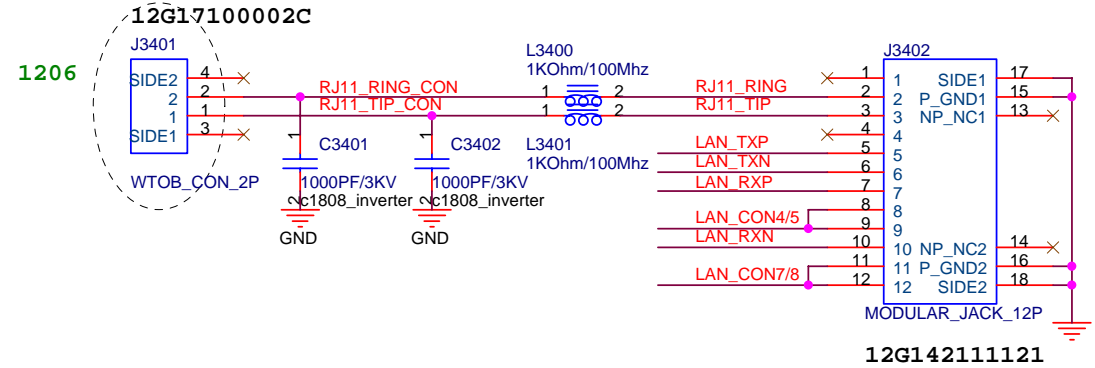 12G17100002C
J3401
1206
SIDE2 4
2 2
1 1
SIDE1 3
WTOB_CON_2P
RJ11_RING_CON
RJ11_TIP_CON
1 C3401
1000PF/3KV
2 c1808_inverter
GND
1 C3402
1000PF/3KV
2 c1808_inverter
GND
L3400
1KOhm/100Mhz
1 2
1 2
L3401
1KOhm/100Mhz
RJ11_RING
RJ11_TIP
LAN_TXP
LAN_TXN
LAN_RXP
LAN_CON4/5
LAN_RXN
LAN_CON7/8
J3402
1 1 SIDE1 17
2 2 P_GND1 15
3 3 NP_NC1 13
4 4
5 5
6 6
7 7
8 8
9 9
10 10 NP_NC2 14
11 11 P_GND2 16
12 12 SIDE2 18
MODULAR_JACK_12P
12G142111121